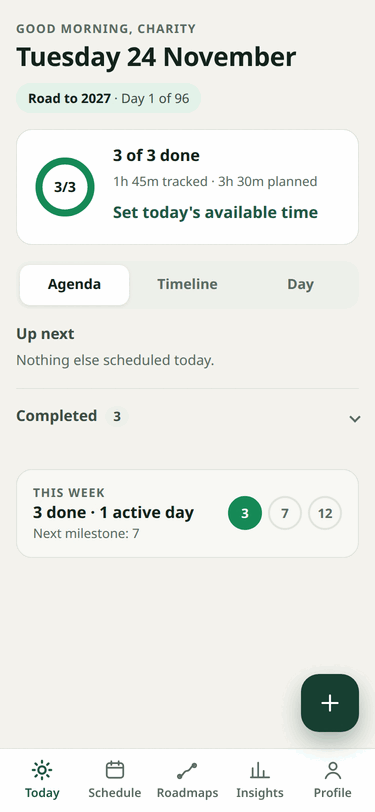 GOOD MORNING, CHARITY
Tuesday 24 November
Road to 2027 · Day 1 of 96
3/3
3 of 3 done
1h 45m tracked · 3h 30m planned
Set today's available time
Agenda Timeline Day
Up next
Nothing else scheduled today.
Completed 3
THIS WEEK
3 done · 1 active day
Next milestone: 7
3 7 12
Today Schedule Roadmaps Insights Profile